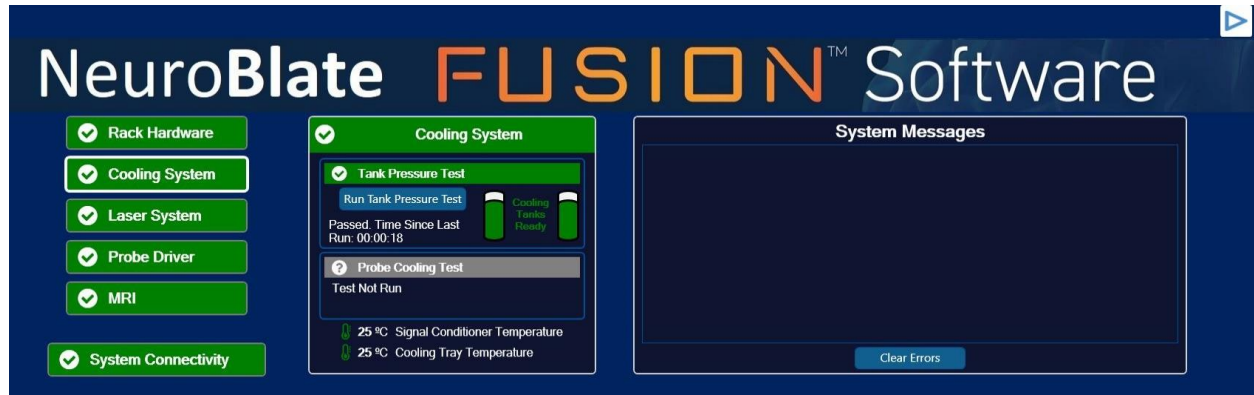 NeuroBlate FUSION™ Software
Rack Hardware
Cooling System
Laser System
Probe Driver
MRI
System Connectivity
Cooling System
Tank Pressure Test
Run Tank Pressure Test
Passed. Time Since Last
Run: 00:00:18
Cooling
Tanks
Ready
? Probe Cooling Test
Test Not Run
25 ºC Signal Conditioner Temperature
25 ºC Cooling Tray Temperature
System Messages
Clear Errors